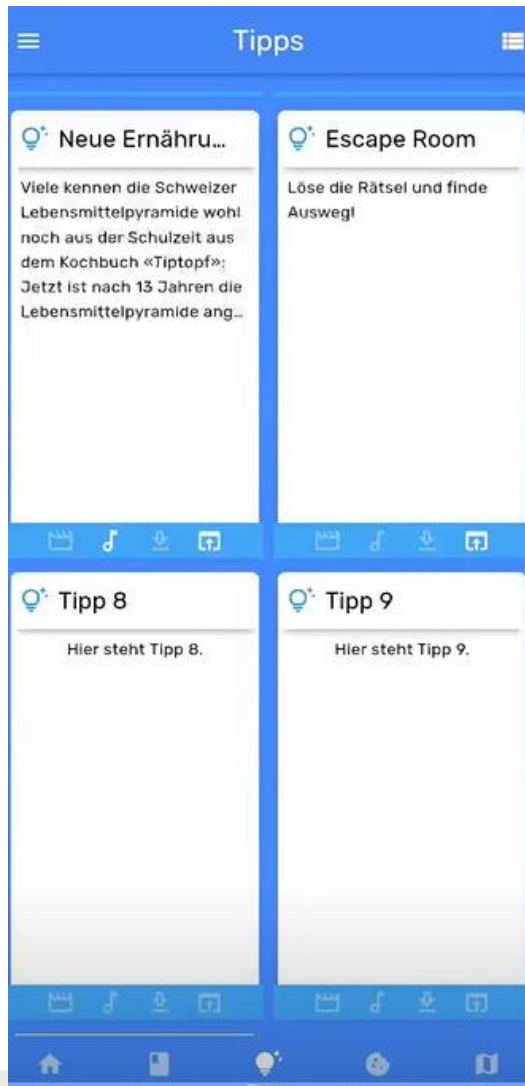 Tipps
Neue Ernähru...
Viele kennen die Schweizer
Lebensmittelpyramide wohl
noch aus der Schulzeit aus
dem Kochbuch «Tiptopf»:
Jetzt ist nach 13 Jahren die
Lebensmittelpyramide ang...
Escape Room
Löse die Rätsel und finde
Ausweg!
Tipp 8
Hier steht Tipp 8.
Tipp 9
Hier steht Tipp 9.